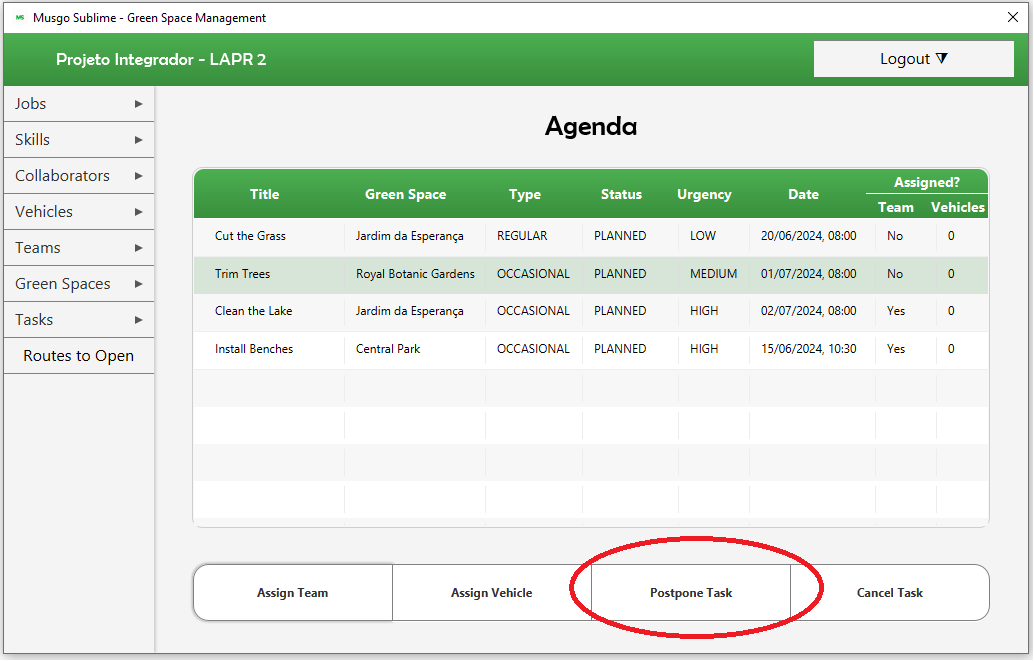 MS Musgo Sublime - Green Space Management
Projeto Integrador - LAPR 2
Logout
Jobs
Skills
Collaborators
Vehicles
Teams
Green Spaces
Tasks
Routes to Open
Agenda
Title Green Space Type Status Urgency Date Assigned?
Team Vehicles
Cut the Grass Jardim da Esperança REGULAR PLANNED LOW 20/06/2024, 08:00 No 0
Trim Trees Royal Botanic Gardens OCCASIONAL PLANNED MEDIUM 01/07/2024, 08:00 No 0
Clean the Lake Jardim da Esperança OCCASIONAL PLANNED HIGH 02/07/2024, 08:00 Yes 0
Install Benches Central Park OCCASIONAL PLANNED HIGH 15/06/2024, 10:30 Yes 0
Assign Team Assign Vehicle Postpone Task Cancel Task